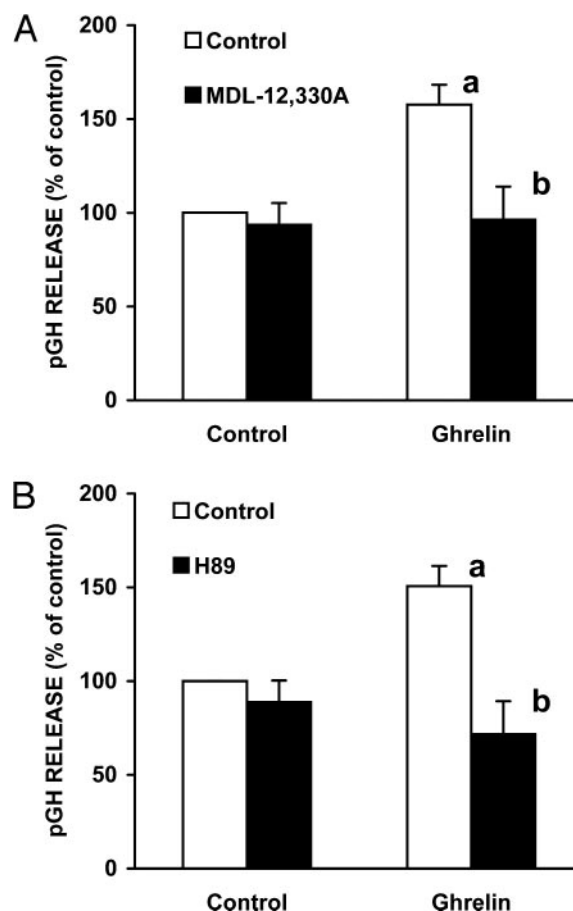 A
200
150
100
50
0
pGH RELEASE (% of control)
Control
MDL-12,330A
a
b
Control Ghrelin
B
200
150
100
50
0
pGH RELEASE (% of control)
Control
H89
a
b
Control Ghrelin